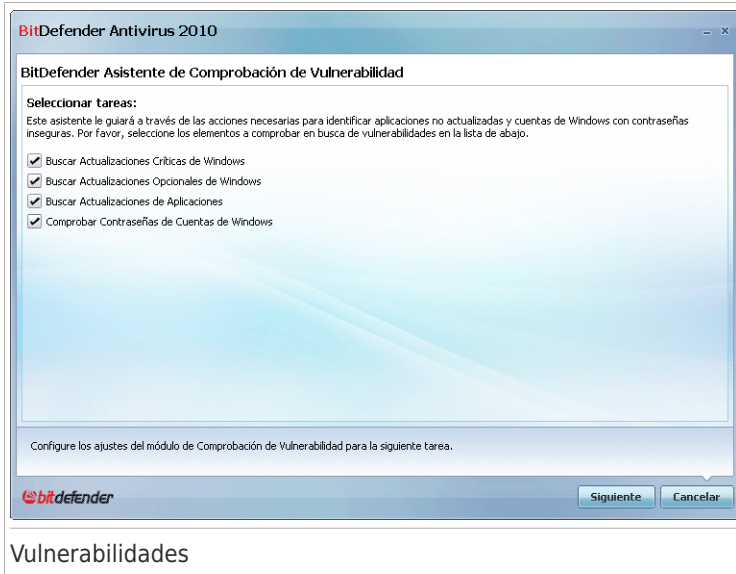 BitDefender Antivirus 2010
BitDefender Asistente de Comprobación de Vulnerabilidad
Seleccionar tareas:
Este asistente le guiará a través de las acciones necesarias para identificar aplicaciones no actualizadas y cuentas de Windows con contraseñas
inseguras. Por favor, seleccione los elementos a comprobar en busca de vulnerabilidades en la lista de abajo.
Buscar Actualizaciones Críticas de Windows
Buscar Actualizaciones Opcionales de Windows
Buscar Actualizaciones de Aplicaciones
Comprobar Contraseñas de Cuentas de Windows
Configure los ajustes del módulo de Comprobación de Vulnerabilidad para la siguiente tarea.
bitdefender
Siguiente Cancelar
Vulnerabilidades